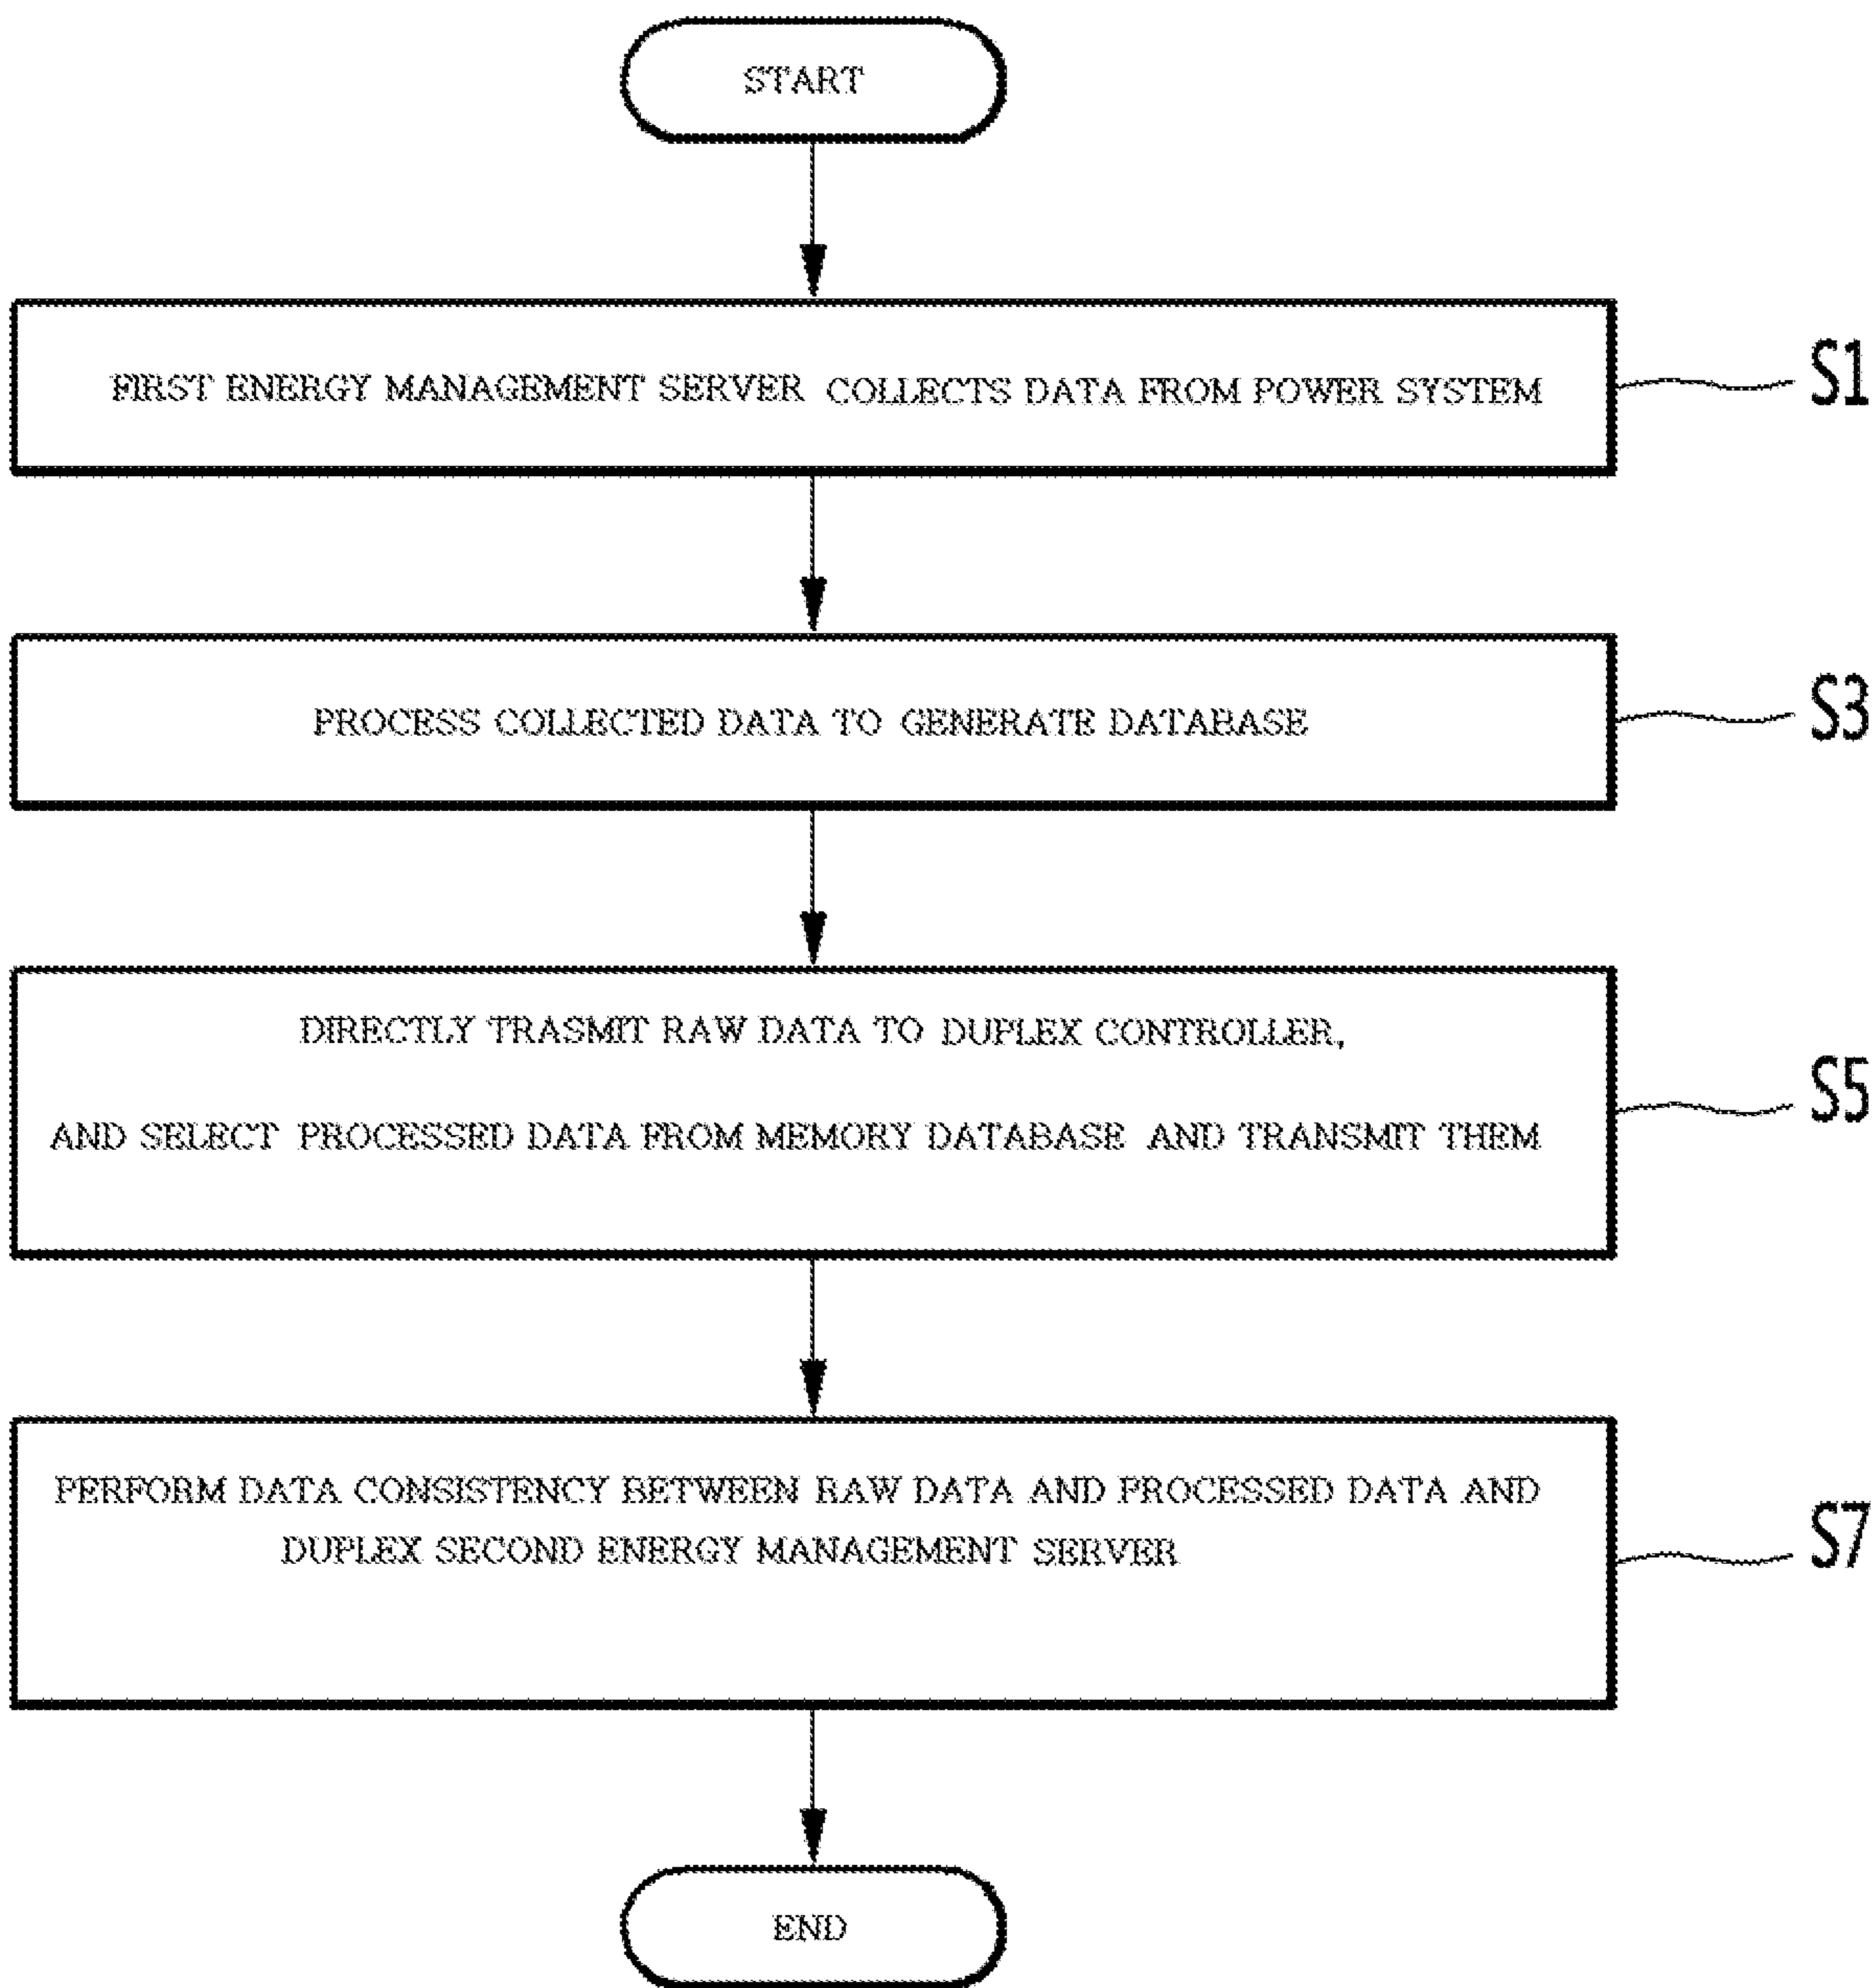 START
FIRST ENERGY MANAGEMENT SERVER COLLECTS DATA FROM POWER SYSTEM
S1
PROCESS COLLECTED DATA TO GENERATE DATABASE
S3
DIRECTLY TRASMIT RAW DATA TO DUPLEX CONTROLLER,
AND SELECT PROCESSED DATA FROM MEMORY DATABASE AND TRANSMIT THEM
S5
PERFORM DATA CONSISTENCY BETWEEN RAW DATA AND PROCESSED DATA AND
DUPLEX SECOND ENERGY MANAGEMENT SERVER
S7
END